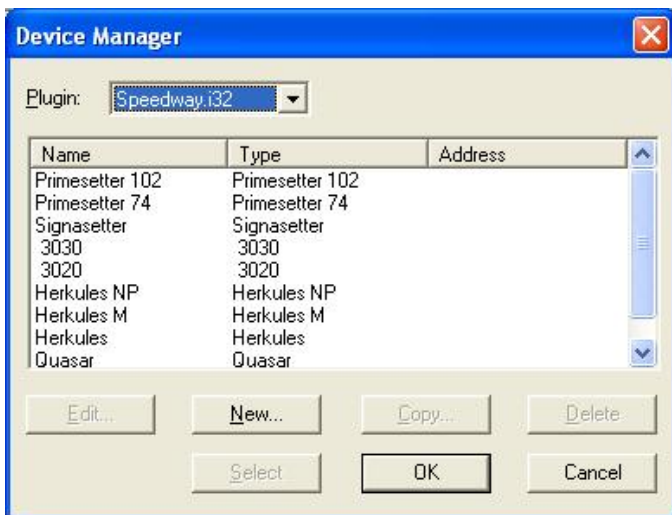 Device Manager
Plugin: Speedway.i32
Name Type Address
Primesetter 102 Primesetter 102
Primesetter 74 Primesetter 74
Signasetter Signasetter
3030 3030
3020 3020
Herkules NP Herkules NP
Herkules M Herkules M
Herkules Herkules
Quasar Quasar
Edit... New... Copy... Delete
Select OK Cancel